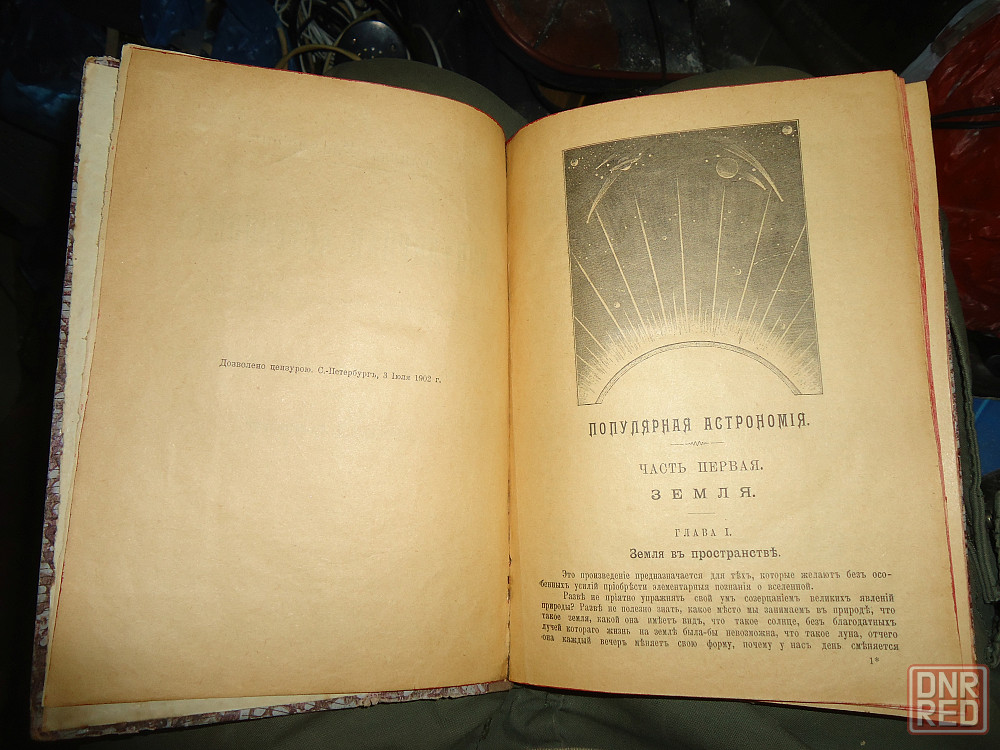 Дозволено цензурою. С.-Петербургъ, 3 Іюля 1902 г.
ПОПУЛЯРНАЯ АСТРОНОМІЯ.
ЧАСТЬ ПЕРВАЯ.
ЗЕМЛЯ.
ГЛАВА I.
Земля въ пространствѣ.
Это произведеніе предназначается для тѣхъ, которые желаютъ безъ осо-
бенныхъ усилій пріобрѣсти элементарныя познанія о вселенной.
Развѣ не пріятно упражнять свой умъ созерцаніемъ великихъ явленій
природы? Развѣ не полезно знать, какое мѣсто мы занимаемъ въ природѣ, что
такое земля, какой она имѣетъ видъ, что такое солнце, безъ благодатныхъ
лучей котораго жизнь на землѣ была-бы невозможна, что такое луна, отчего
она каждый вечеръ мѣняетъ свою форму, почему у насъ день смѣняется
1*
DNR
RED